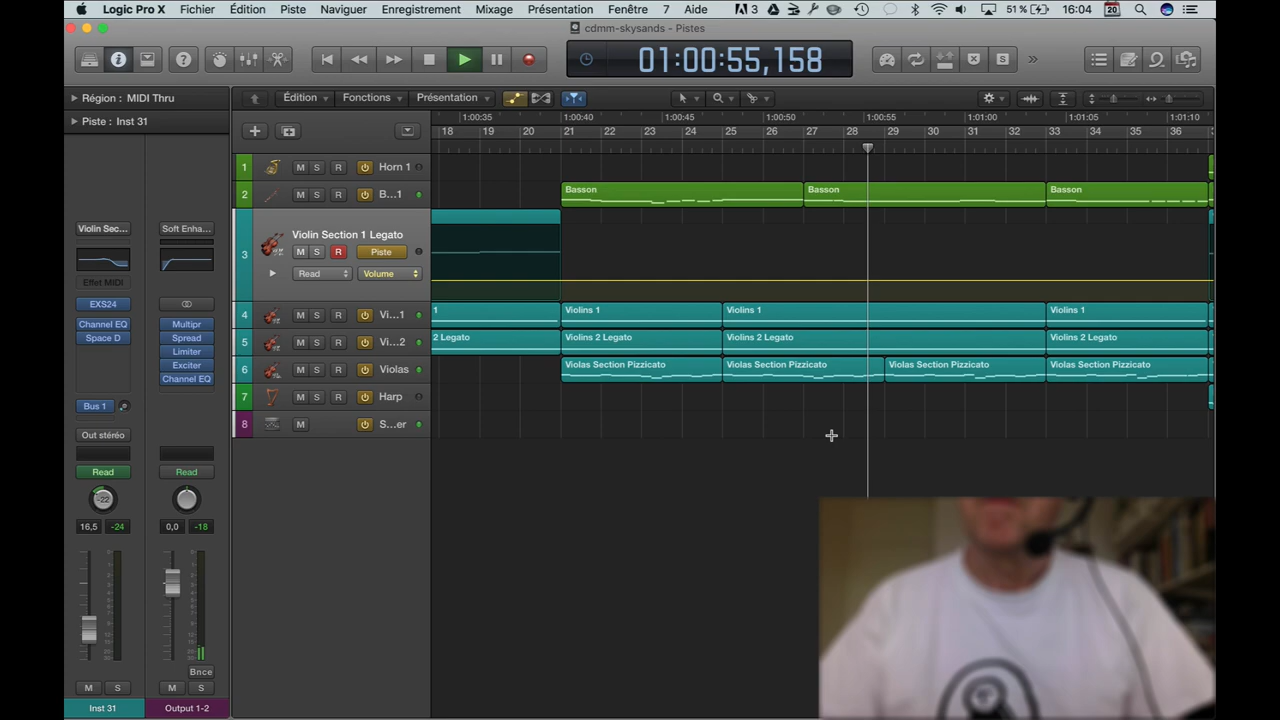 Logic Pro X Fichier Édition Piste Naviguer Enregistrement Mixage Présentation Fenêtre 7 Aide 3 51 % 16:04 20
cdmm-skysands - Pistes
01:00:55,158
S
Région : MIDI Thru
Piste : Inst 31
Édition Fonctions Présentation
1:00:35 1:00:40 1:00:45 1:00:50 1:00:55 1:01:00 1:01:05 1:01:10
18 19 20 21 22 23 24 25 26 27 28 29 30 31 32 33 34 35 36
1 M S R Horn 1
2 M S R B...1 Basson Basson Basson
3 Violin Section 1 Legato
M S R Piste
Read Volume
4 M S R Vi...1 1 Violins 1 Violins 1 Violins 1
5 M S R Vi...2 2 Legato Violins 2 Legato Violins 2 Legato Violins 2 Legato
6 M S R Violas Violas Section Pizzicato Violas Section Pizzicato Violas Section Pizzicato Violas Section Pizzicato
7 M S R Harp
8 M S...er
Violin Sec... Soft Enha...
Effet MIDI
EXS24
Channel EQ Multipr
Space D Spread
Limiter
Exciter
Channel EQ
Bus 1
Out stéréo
Read Read
-22
16,5 -24 0,0 -18
Bnce
M S M S
Inst 31 Output 1-2